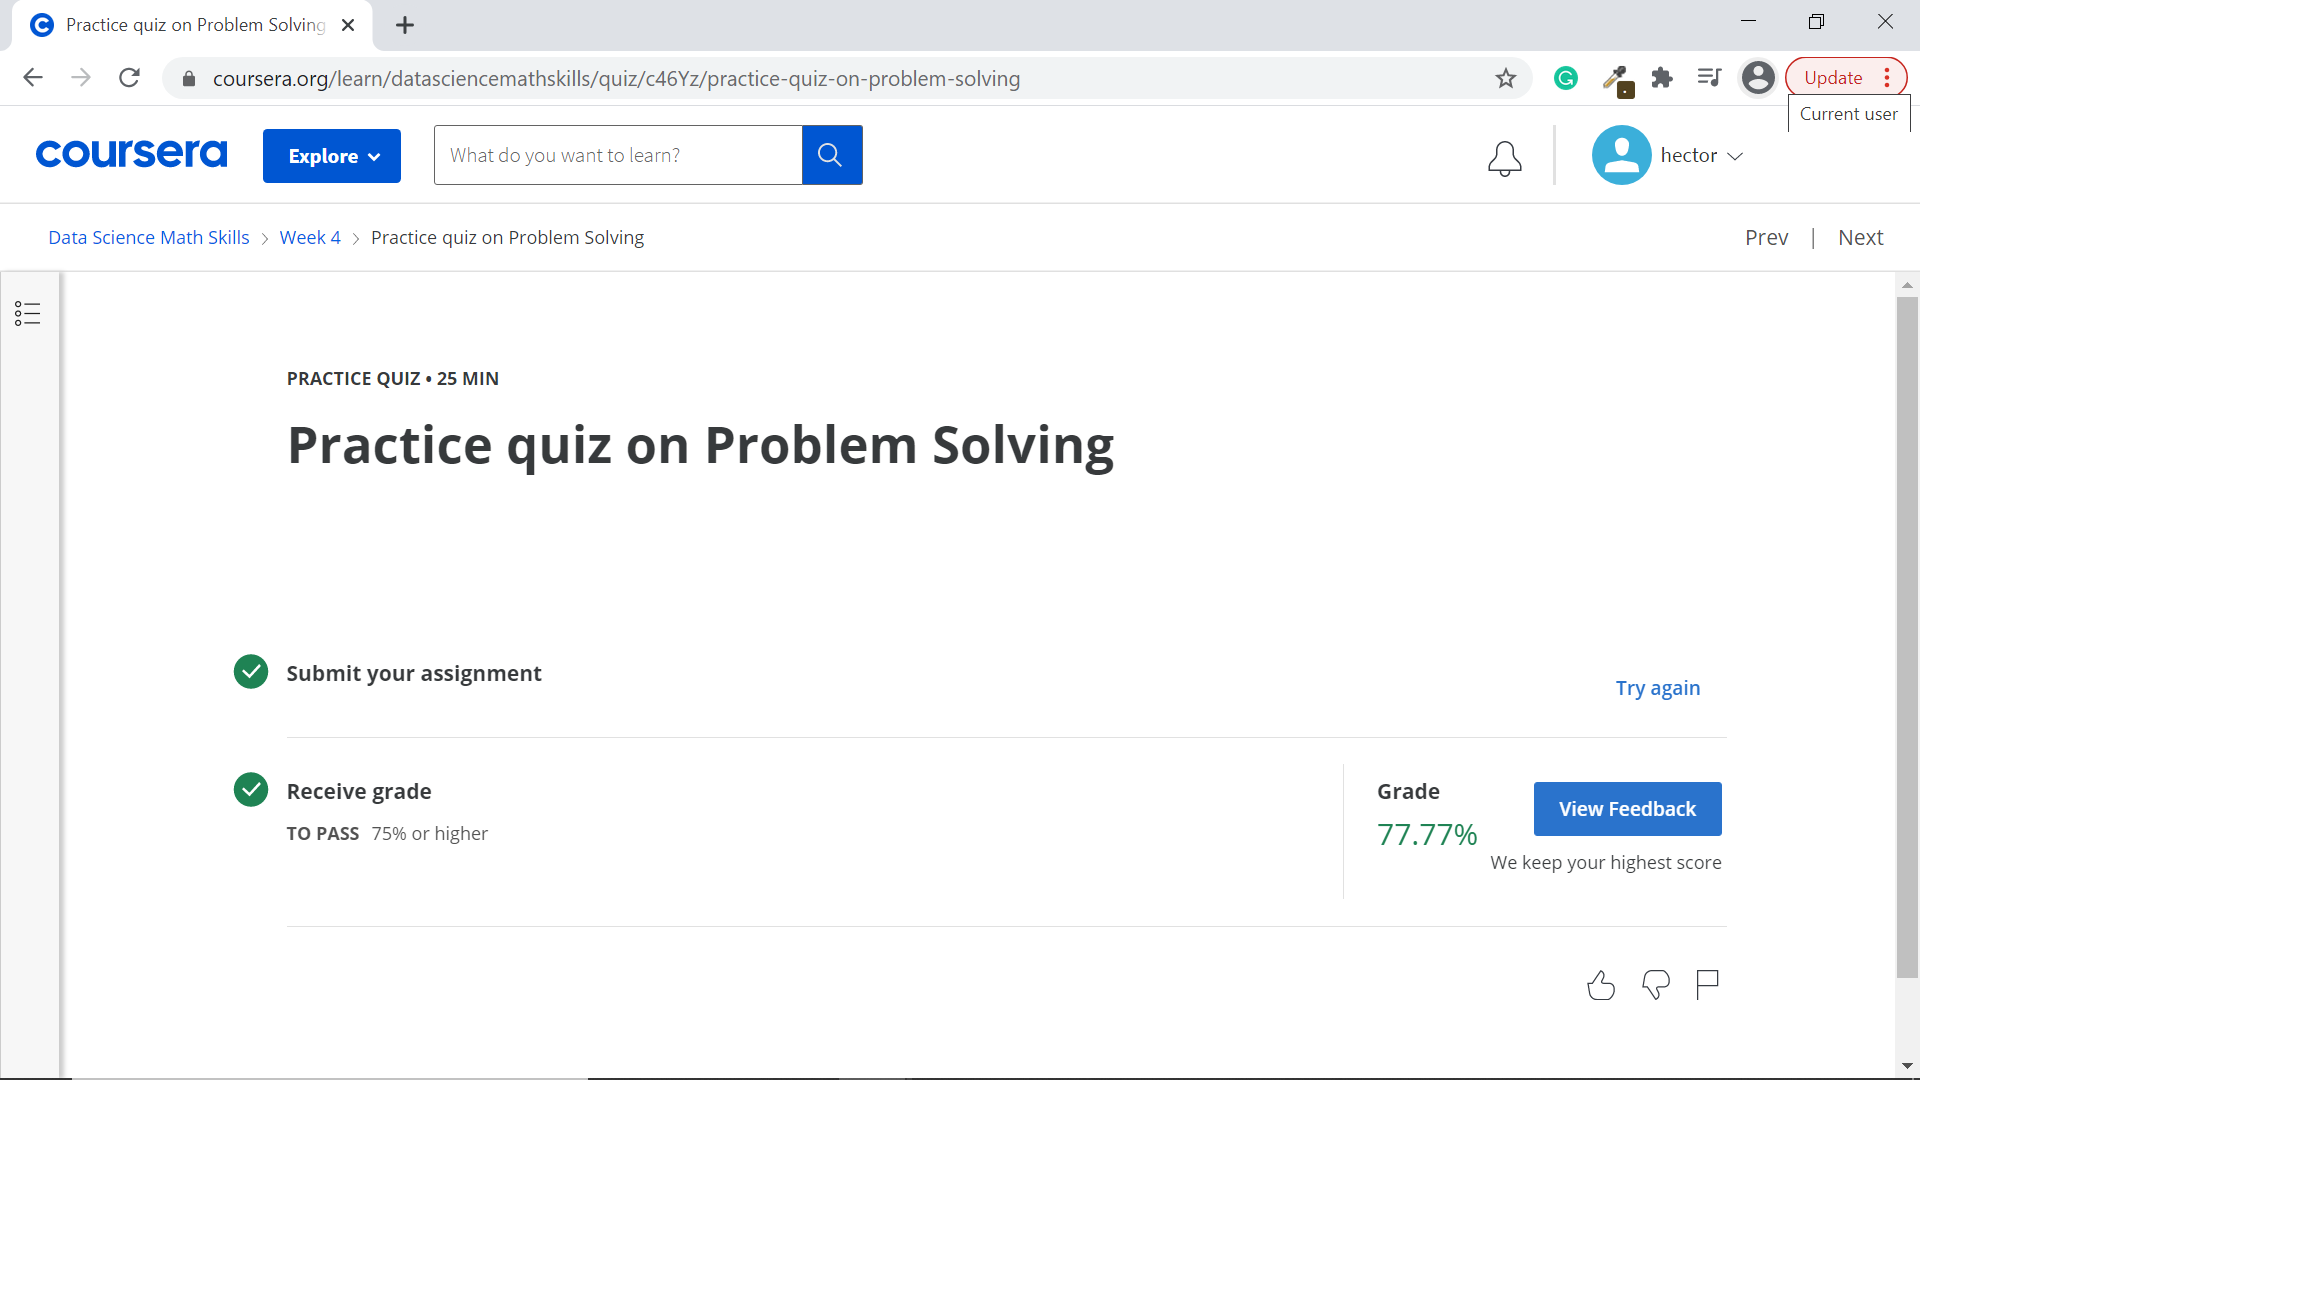 Practice quiz on Problem Solving
coursera.org/learn/datasciencemathskills/quiz/c46Yz/practice-quiz-on-problem-solving
Update
Current user
coursera
Explore
What do you want to learn?
hector
Data Science Math Skills > Week 4 > Practice quiz on Problem Solving
Prev | Next
PRACTICE QUIZ • 25 MIN
Practice quiz on Problem Solving
Submit your assignment
Try again
Receive grade
TO PASS 75% or higher
Grade
77.77%
View Feedback
We keep your highest score